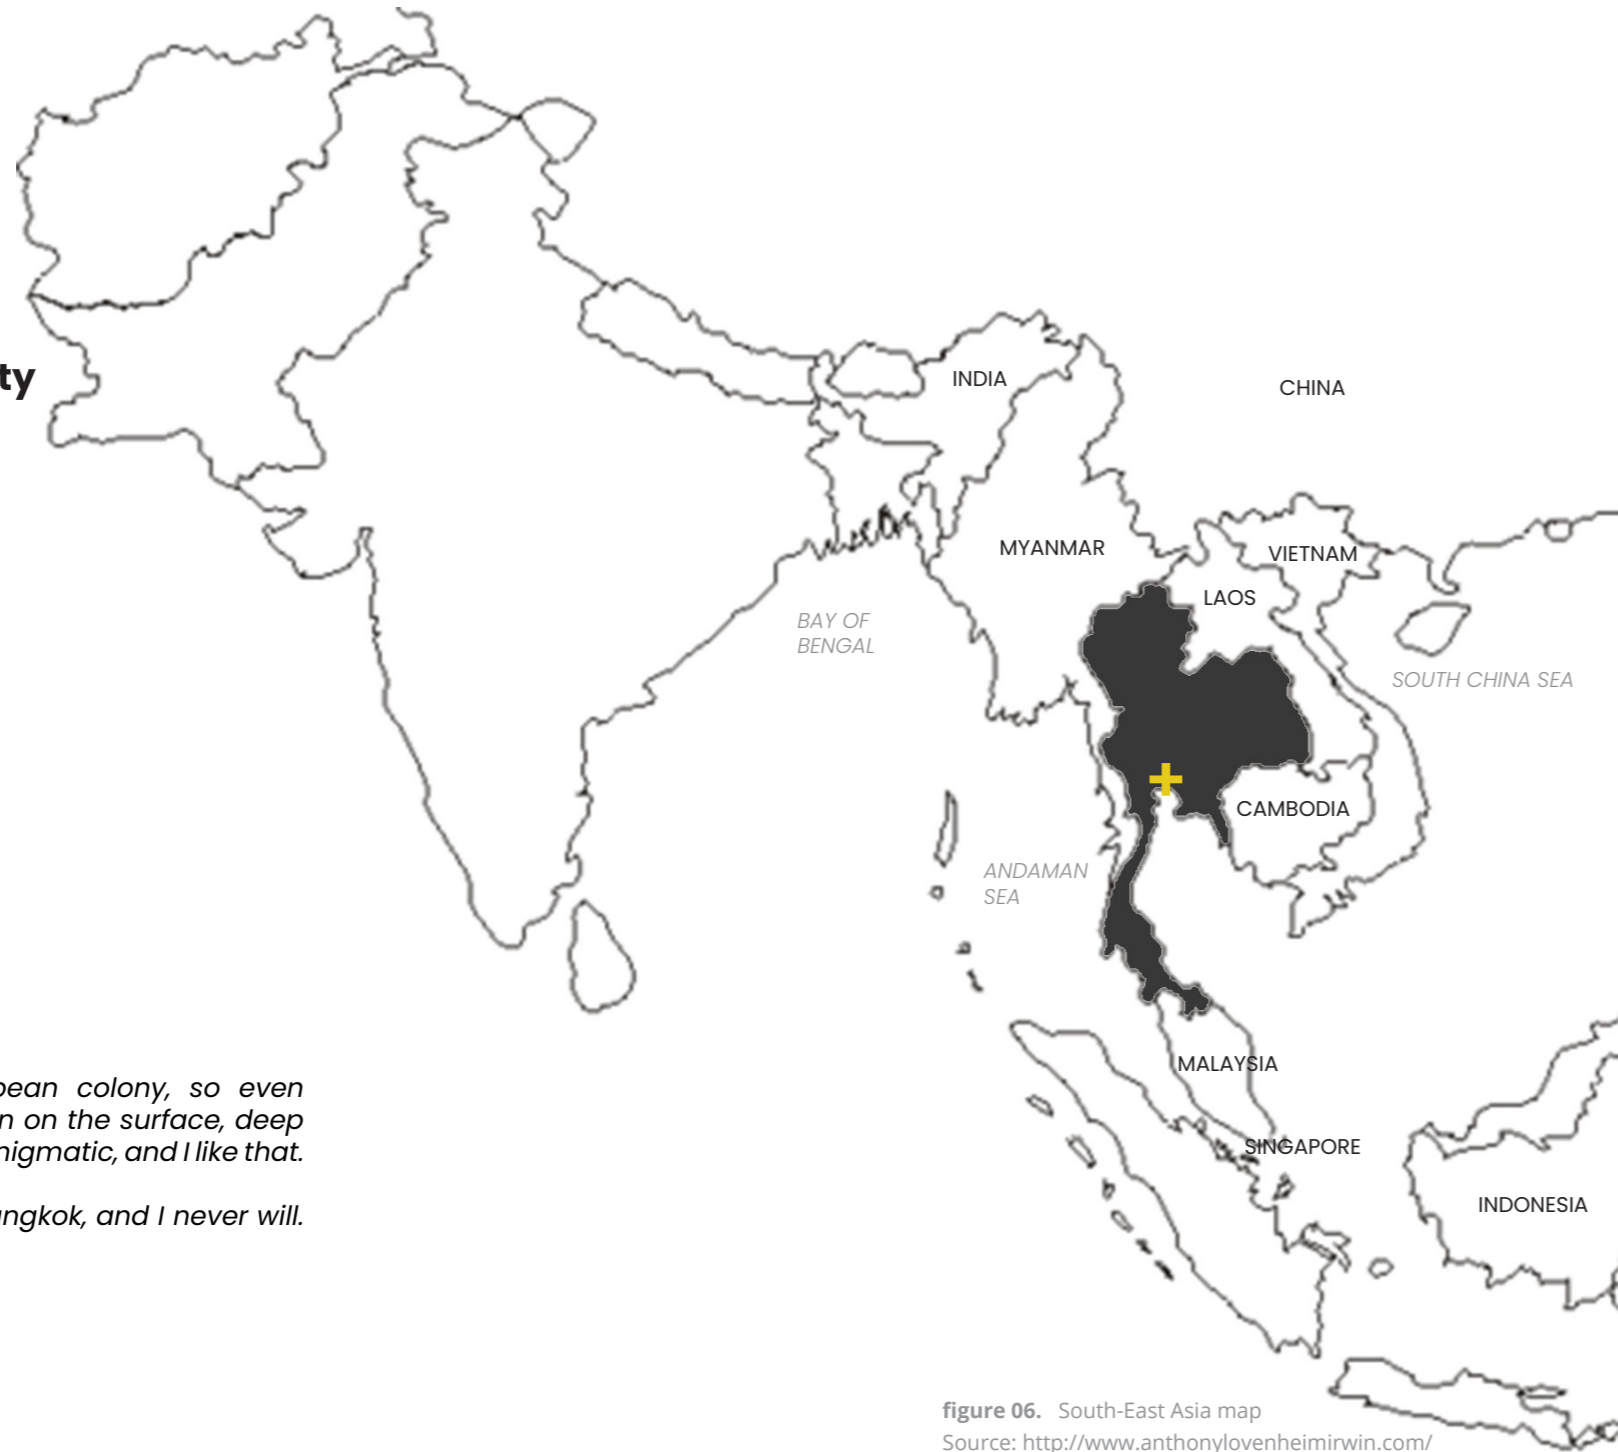 ty
INDIA
CHINA
MYANMAR
VIETNAM
LAOS
BAY OF
BENGAL
SOUTH CHINA SEA
CAMBODIA
ANDAMAN
SEA
MALAYSIA
SINGAPORE
INDONESIA
pean colony, so even
n on the surface, deep
nigmatic, and I like that.
ngkok, and I never will.
figure 06. South-East Asia map
Source: http://www.anthonylovenheimirwin.com/